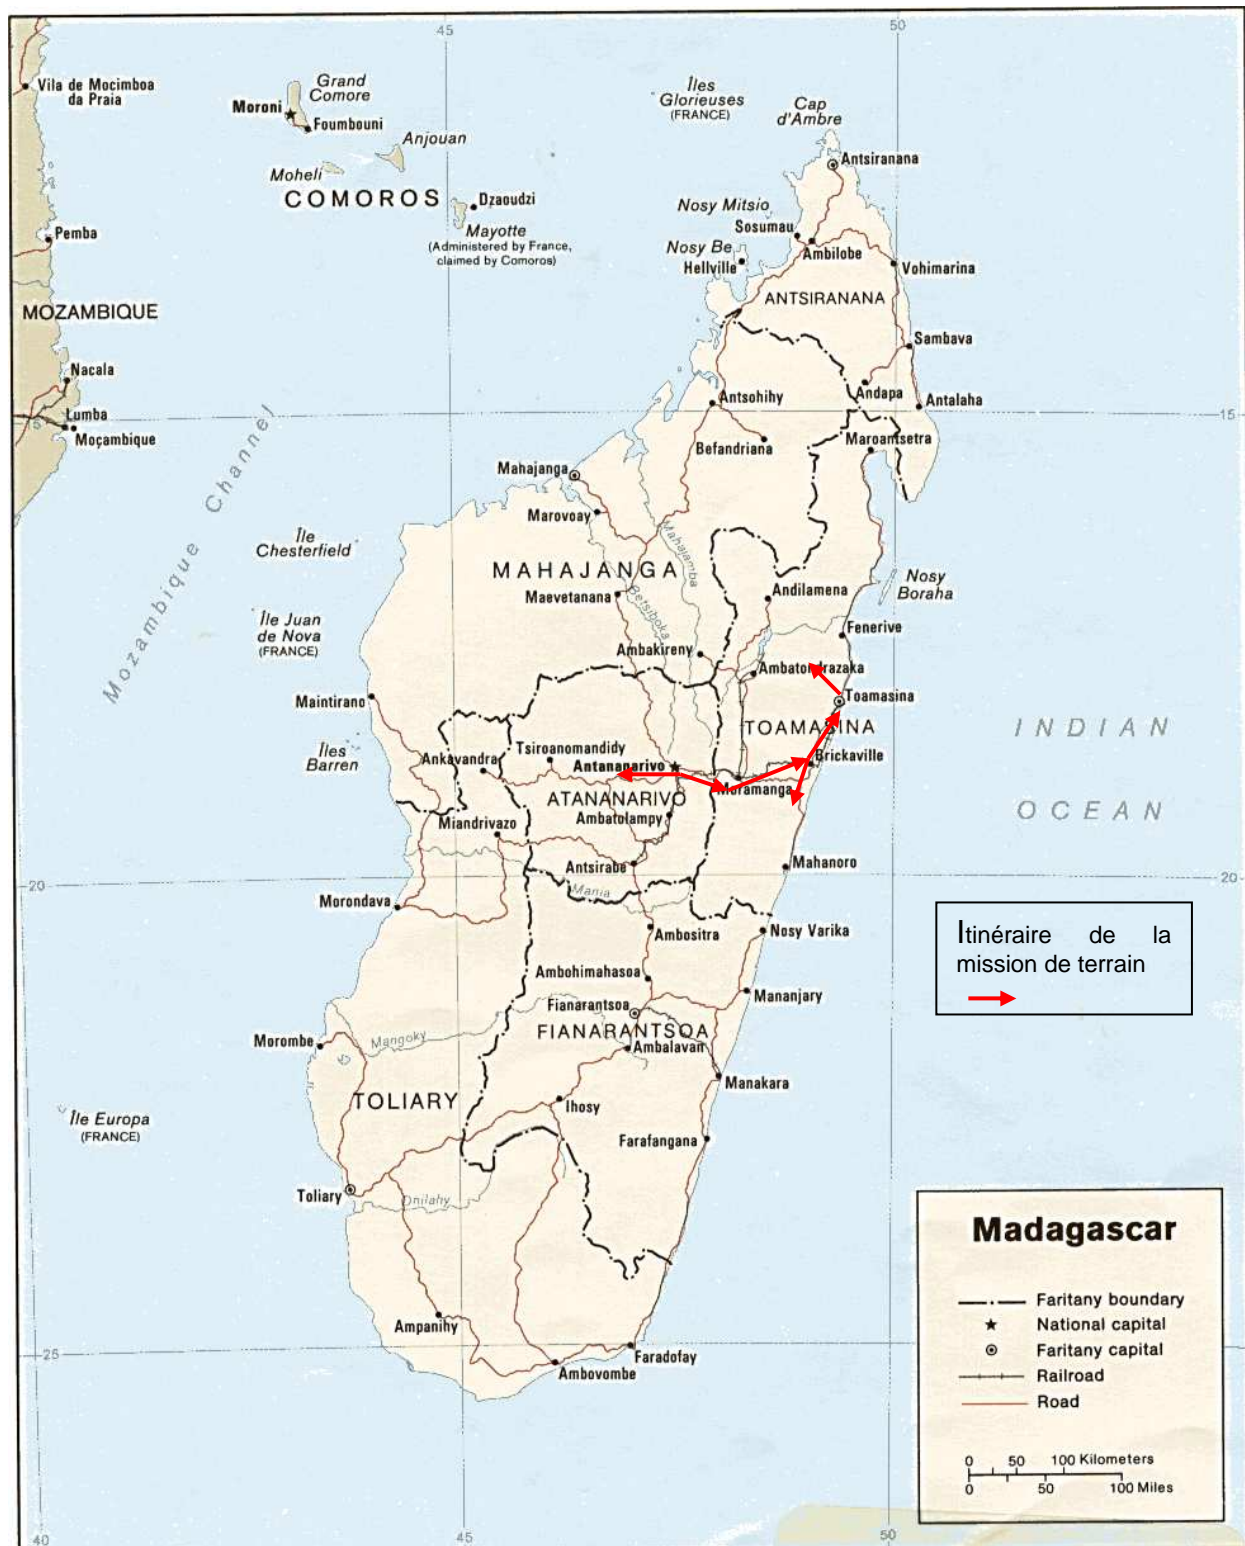 45
50
Vila de Mocimboa
da Praia
Grand
Comore
Moroni
Foumbouni
Anjouan
Moheli
COMOROS
Dzaoudzi
Mayotte
(Administered by France,
claimed by Comoros)
Îles
Glorieuses
(FRANCE)
Cap
d'Ambre
Antsiranana
Nosy Mitsio
Sosumau
Nosy Be
Hellville
Ambilobe
Vohimarina
Pemba
MOZAMBIQUE
ANTSIRANANA
Sambava
Nacala
Andapa
Antalaha
Antsohihy
Lumba
15
15
Moçambique
Befandriana
Maroantsetra
Mozambique Channel
Mahajanga
Marovoay
Île
Chesterfield
Mahajamba
MAHAJANGA
Betsiboka
Maevetanana
Andilamena
Nosy
Boraha
Île Juan
de Nova
(FRANCE)
Fenerive
Ambakireny
Ambatondrazaka
Maintirano
Toamasina
TOAMASINA
INDIAN
OCEAN
Îles
Barren
Ankavandra
Tsiroanomandidy
Antananarivo
Brickaville
Moramanga
ATANANARIVO
Ambatolampy
Miandrivazo
Antsirabe
Mahanoro
20
20
Mania
Morondava
Ambositra
Nosy Varika
Itinéraire de la
mission de terrain
Ambohimahasoa
Mananjary
Fianarantsoa
FIANARANTSOA
Mangoky
Morombe
Ambalavan
Manakara
TOLIARY
Ihosy
Île Europa
(FRANCE)
Farafangana
Toliary
Onilahy
Madagascar
Faritany boundary
National capital
Faritany capital
Railroad
Road
0 50 100 Kilometers
0 50 100 Miles
Ampanihy
25
Faradofay
Ambovombe
40
45
50